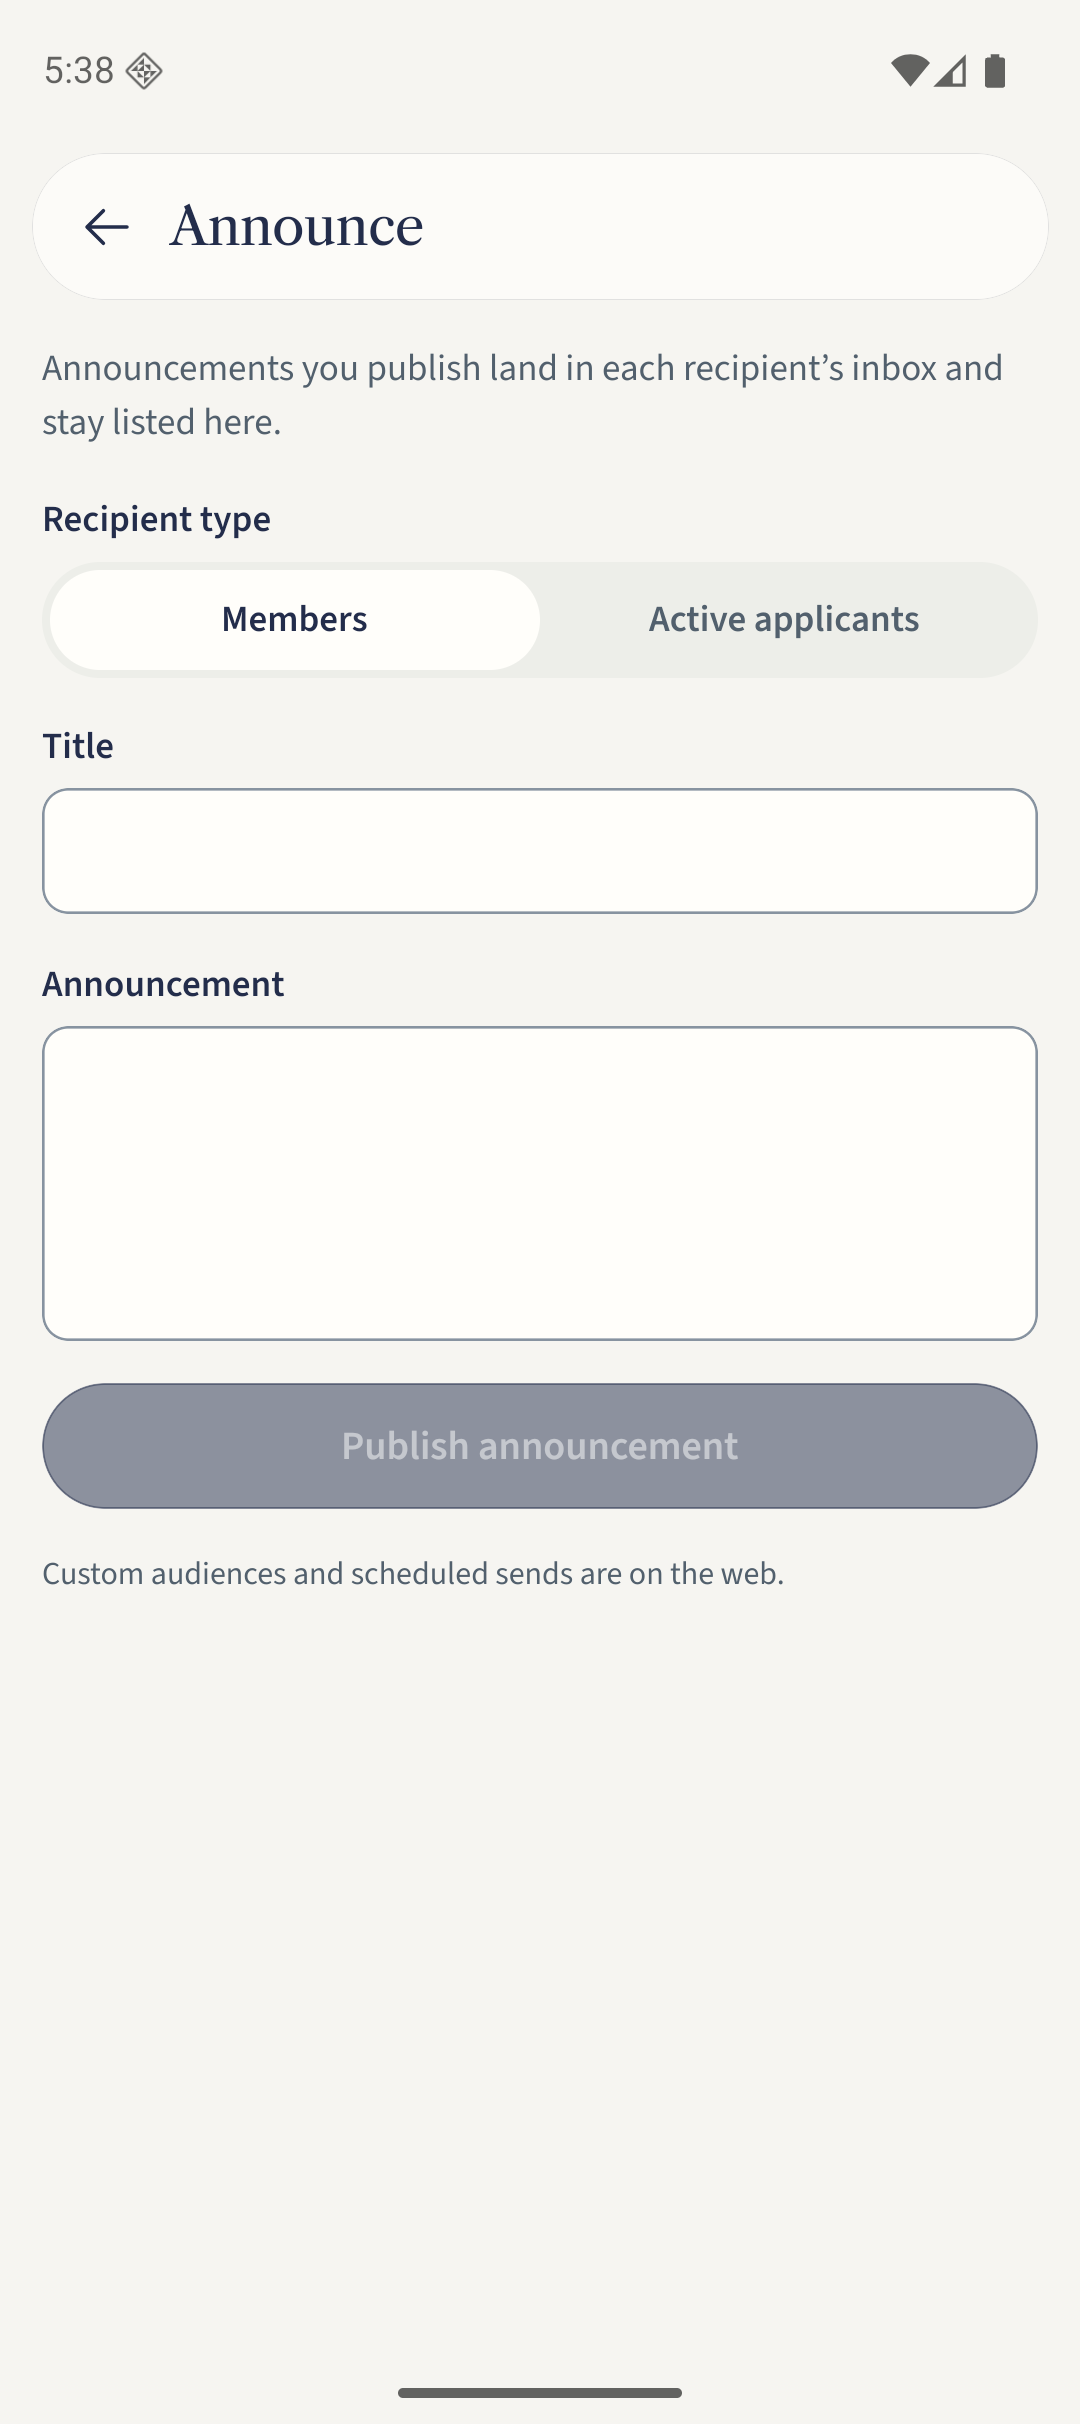 5:38
Announce
Announcements you publish land in each recipient’s inbox and
stay listed here.
Recipient type
Members
Active applicants
Title
Announcement
Publish announcement
Custom audiences and scheduled sends are on the web.